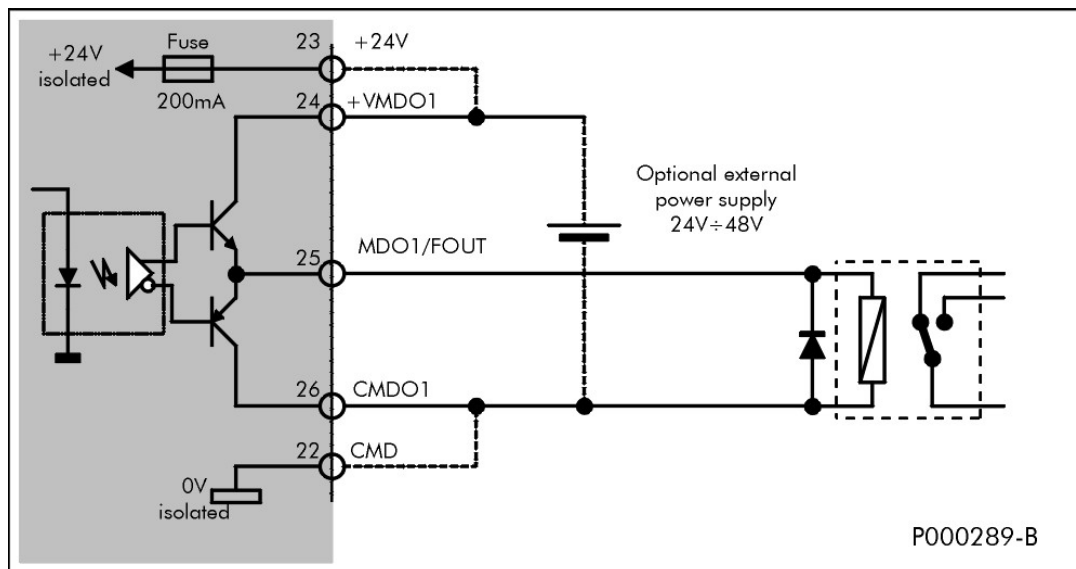 23
+24V
Fuse
+24V
isolated
200mA
24
+VMDO1
Optional external
power supply
24V÷48V
25
MDO1/FOUT
26
CMDO1
22
CMD
0V
isolated
P000289-B